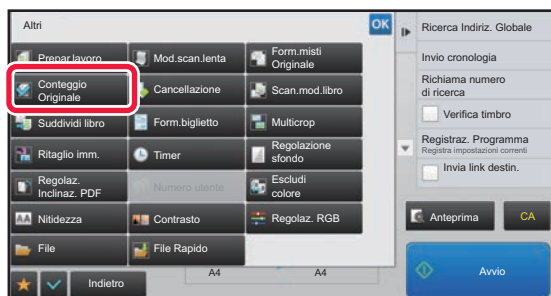 Altri
OK
Prepar.lavoro
Mod.scan.lenta
Form.misti
Originale
Conteggio
Originale
Cancellazione
Scan.mod.libro
Suddividi libro
Form.biglietto
Multicrop
Ritaglio imm.
Timer
Regolazione
sfondo
Regolaz.
Inclinaz. PDF
Numero utente
Escludi
colore
Nitidezza
Contrasto
Regolaz. RGB
File
File Rapido
Indietro
A4
A4
Ricerca Indiriz. Globale
Invio cronologia
Richiama numero
di ricerca
Verifica timbro
Registraz. Programma
Registra impostazioni correnti
Invia link destin.
Anteprima
CA
Avvio